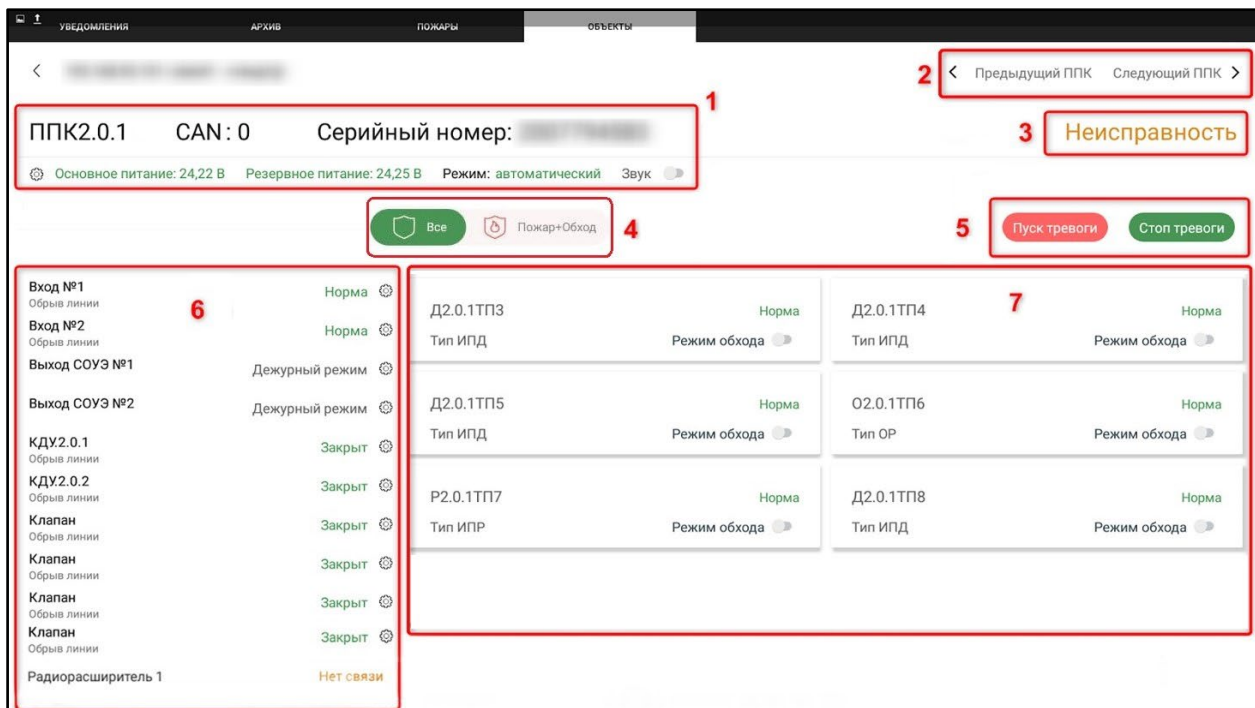 УВЕДОМЛЕНИЯ АРХИВ ПОЖАРЫ ОБЪЕКТЫ
2 Предыдущий ППК Следующий ППК
1
ППК2.0.1 CAN: 0 Серийный номер:
3 Неисправность
Основное питание: 24,22 В Резервное питание: 24,25 В Режим: автоматический Звук
Все Пожар+Обход 4
5 Пуск тревоги Стоп тревоги
6
Вход №1 Норма
Обрыв линии
Вход №2 Норма
Обрыв линии
Выход СОУЭ №1 Дежурный режим
Выход СОУЭ №2 Дежурный режим
КДУ.2.0.1 Закрыт
Обрыв линии
КДУ.2.0.2 Закрыт
Обрыв линии
Клапан Закрыт
Обрыв линии
Клапан Закрыт
Обрыв линии
Клапан Закрыт
Обрыв линии
Клапан Закрыт
Обрыв линии
Радиорасширитель 1 Нет связи
7
Д2.0.1ТП3 Норма
Тип ИПД Режим обхода
Д2.0.1ТП4 Норма
Тип ИПД Режим обхода
Д2.0.1ТП5 Норма
Тип ИПД Режим обхода
О2.0.1ТП6 Норма
Тип ОР Режим обхода
Р2.0.1ТП7 Норма
Тип ИПР Режим обхода
Д2.0.1ТП8 Норма
Тип ИПД Режим обхода